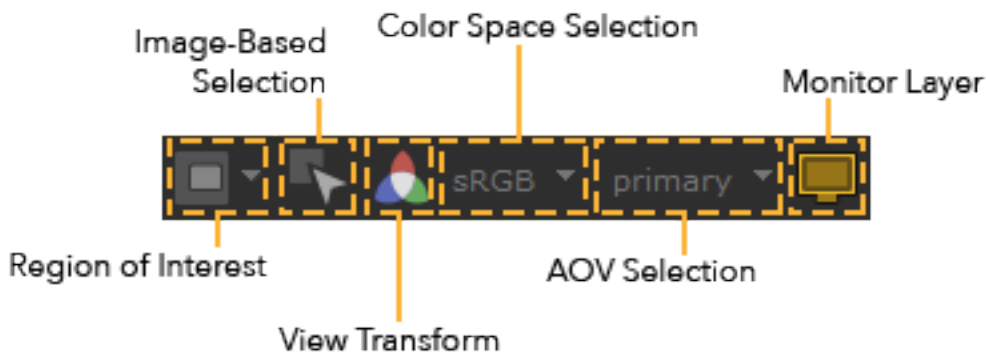 Color Space Selection
Image-Based
Selection
Monitor Layer
sRGB
primary
Region of Interest
AOV Selection
View Transform